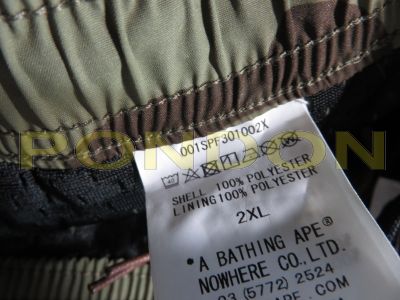 001SPF301002X
SHELL 100% POLYESTER
LINING100% POLYESTER
2XL
"A BATHING APE"®
NOWHERE CO.,LTD.
03(5772)2524
APE.COM
PONDON